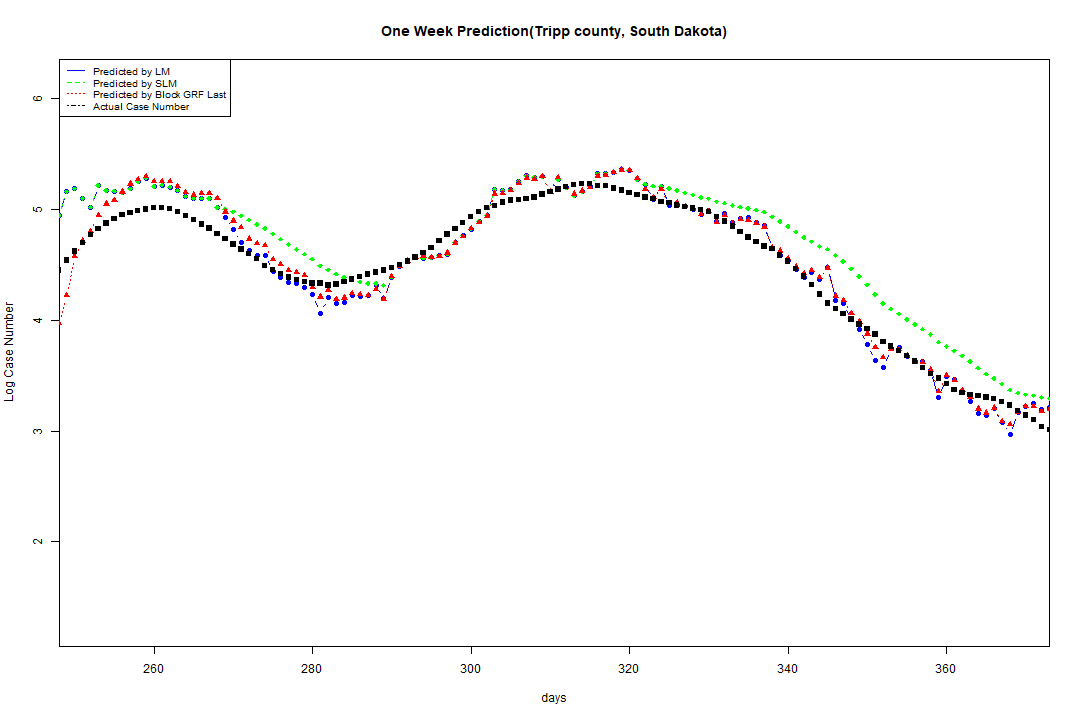 One Week Prediction(Tripp county, South Dakota)
Predicted by LM
Predicted by SLM
Predicted by Block GRF Last
Actual Case Number
6
5
4
3
2
Log Case Number
260 280 300 320 340 360
days